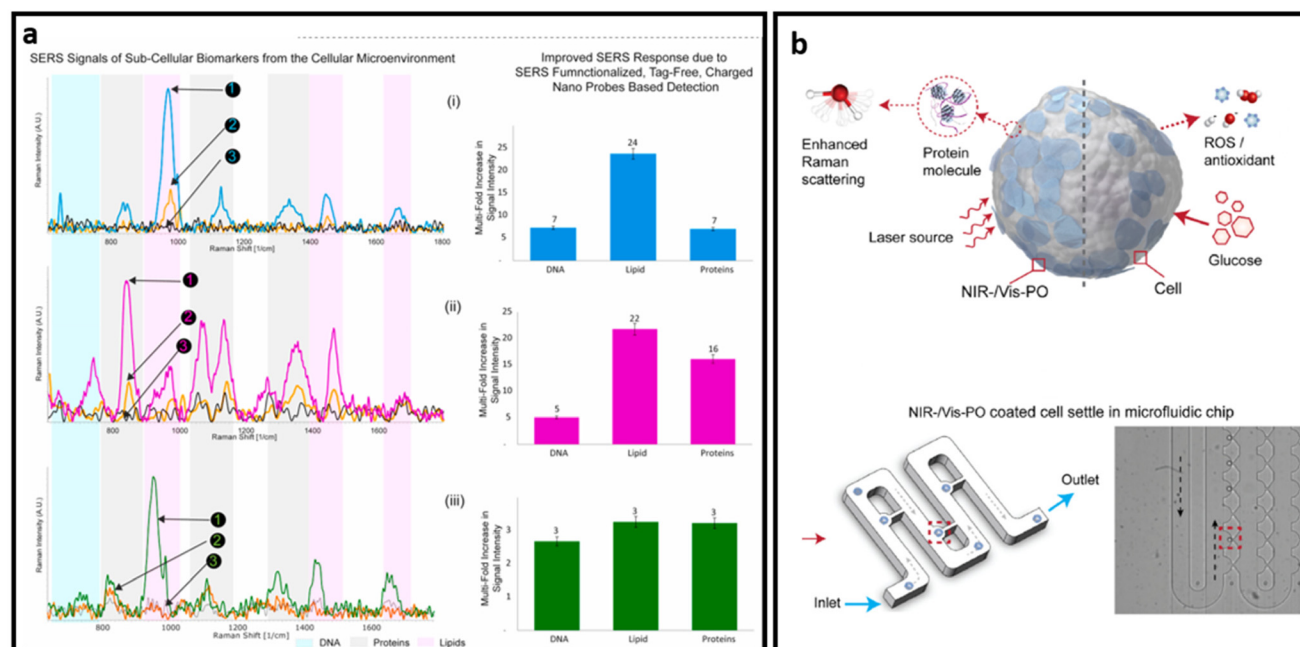 a
SERS Signals of Sub-Cellular Biomarkers from the Cellular Microenvironment
Raman Intensity (A.U.)
1
2
3
800
1000
1200
1400
1600
1800
Raman Shift [1/cm]
Raman Intensity (A.U.)
1
2
3
800
1000
1200
1400
1600
Raman Shift [1/cm]
Raman Intensity (A.U.)
1
2
3
800
1000
1200
1400
Raman Shift [1/cm]
DNA
Proteins
Lipids
Improved SERS Response due to
SERS Fumnctionalized, Tag-Free, Charged
Nano Probes Based Detection
(i)
Multi-Fold Increase in
Signal Intensity
25
20
15
10
5
-
7
24
7
DNA
Lipid
Proteins
(ii)
Multi-Fold Increase in
Signal Intensity
25
20
15
10
5
-
5
22
16
DNA
Lipid
Proteins
(iii)
Multi-Fold Increase in
Signal Intensity
3
2
1
-
3
3
3
DNA
Lipid
Proteins
b
Enhanced
Raman
scattering
Protein
molecule
ROS /
antioxidant
Laser source
Glucose
NIR-/Vis-PO
Cell
NIR-/Vis-PO coated cell settle in microfluidic chip
Outlet
Inlet